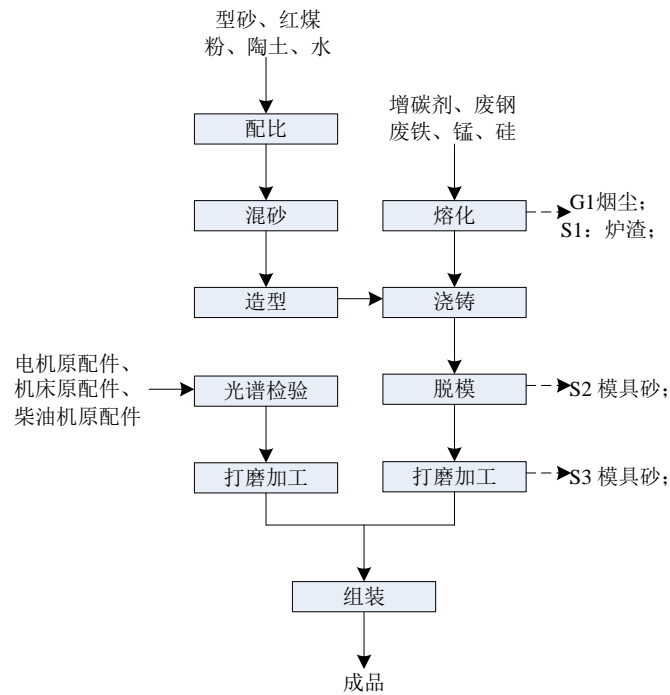 型砂、红煤
粉、陶土、水
增碳剂、废钢
废铁、锰、硅
配比
混砂
熔化
G1烟尘；
S1：炉渣；
造型
浇铸
电机原配件、
机床原配件、
柴油机原配件
光谱检验
脱模
S2 模具砂；
打磨加工
打磨加工
S3 模具砂；
组装
成品